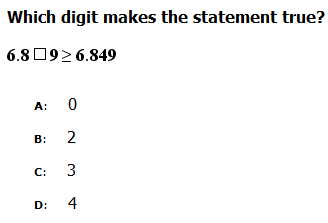 Which digit makes the statement true?
6.8□9≥6.849
A: 0
B: 2
C: 3
D: 4